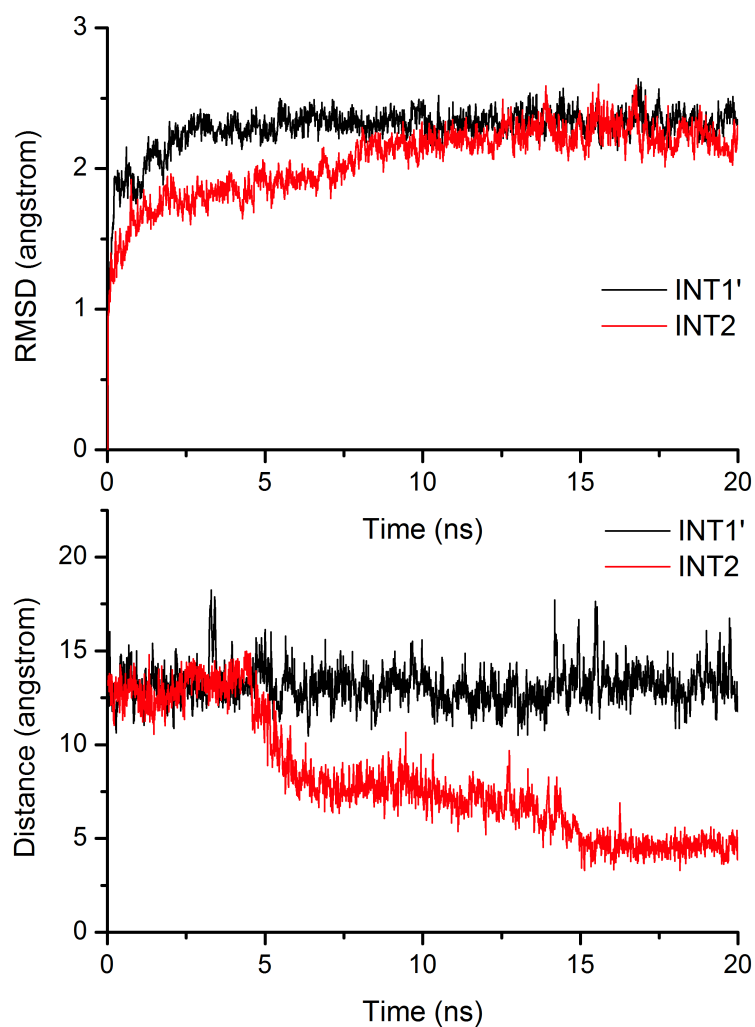 3
2
1
0
RMSD (angstrom)
INT1'
INT2
0 5 10 15 20
Time (ns)
INT1'
INT2
20
15
10
5
0
Distance (angstrom)
0 5 10 15 20
Time (ns)